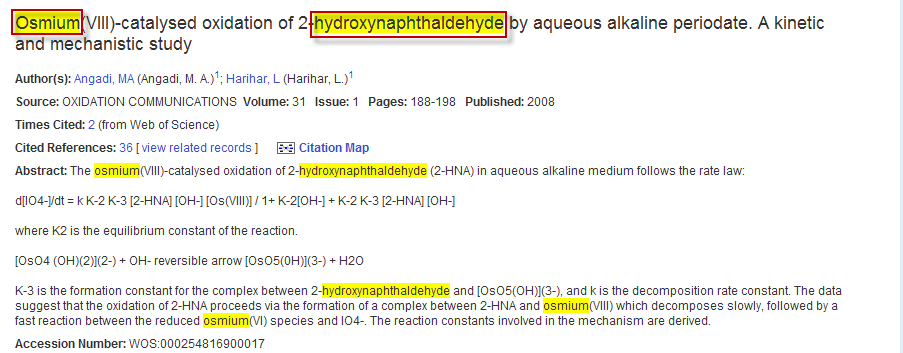 Osmium(VIII)-catalysed oxidation of 2-hydroxynaphthaldehyde by aqueous alkaline periodate. A kinetic
and mechanistic study
Author(s): Angadi, MA (Angadi, M. A.)1; Harihar, L (Harihar, L.)1
Source: OXIDATION COMMUNICATIONS Volume: 31 Issue: 1 Pages: 188-198 Published: 2008
Times Cited: 2 (from Web of Science)
Cited References: 36 [ view related records ] Citation Map
Abstract: The osmium(VIII)-catalysed oxidation of 2-hydroxynaphthaldehyde (2-HNA) in aqueous alkaline medium follows the rate law:
d[IO4-]/dt = k K-2 K-3 [2-HNA] [OH-] [Os(VIII)] / 1+ K-2[OH-] + K-2 K-3 [2-HNA] [OH-]
where K2 is the equilibrium constant of the reaction.
[OsO4 (OH)(2)](2-) + OH- reversible arrow [OsO5(0H)](3-) + H2O
K-3 is the formation constant for the complex between 2-hydroxynaphthaldehyde and [OsO5(OH)](3-), and k is the decomposition rate constant. The data
suggest that the oxidation of 2-HNA proceeds via the formation of a complex between 2-HNA and osmium(VIII) which decomposes slowly, followed by a
fast reaction between the reduced osmium(VI) species and IO4-. The reaction constants involved in the mechanism are derived.
Accession Number: WOS:000254816900017